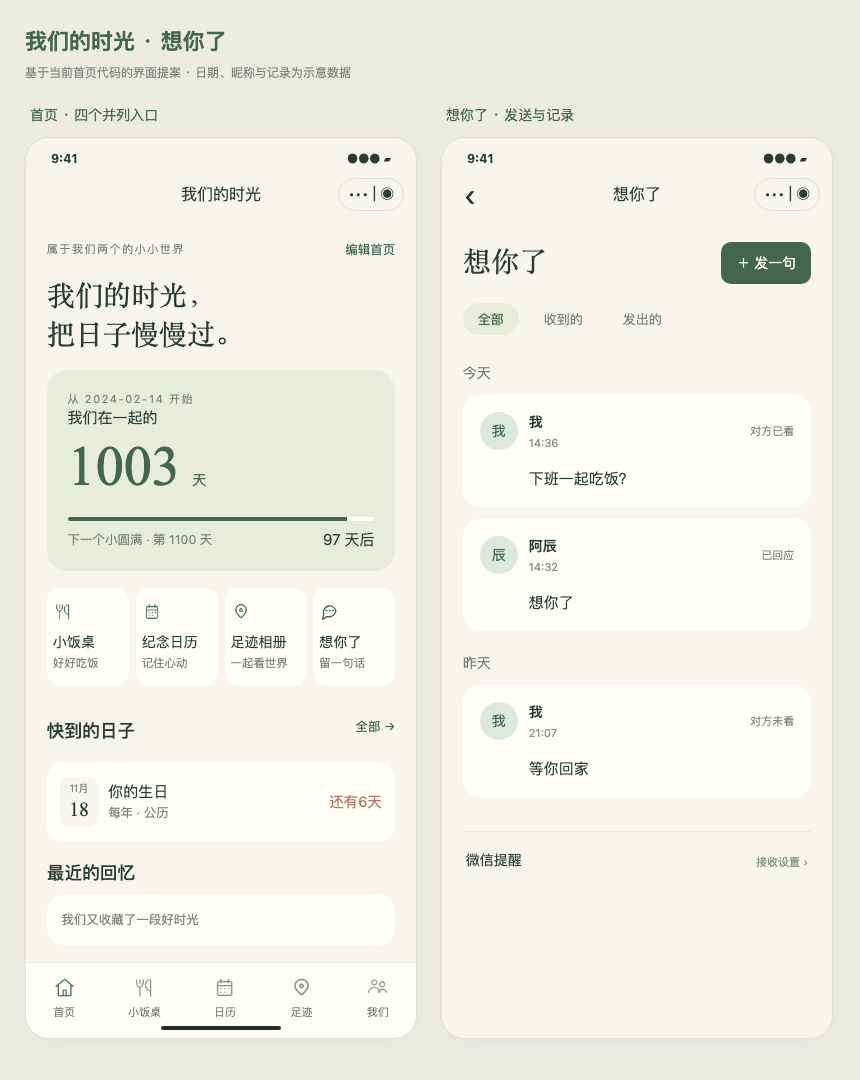 我们的时光 · 想你了
基于当前首页代码的界面提案 · 日期、昵称与记录为示意数据
首页 · 四个并列入口
9:41
我们的时光
属于我们两个的小小世界
编辑首页
我们的时光，
把日子慢慢过。
从 2024-02-14 开始
我们在一起的
1003 天
下一个小圆满 · 第 1100 天
97 天后
小饭桌
好好吃饭
纪念日历
记住心动
足迹相册
一起看世界
想你了
留一句话
快到的日子
全部 →
11月
18
你的生日
每年 · 公历
还有6天
最近的回忆
我们又收藏了一段好时光
首页
小饭桌
日历
足迹
我们
想你了 · 发送与记录
9:41
想你了
想你了
＋ 发一句
全部
收到的
发出的
今天
我
我
14:36
对方已看
下班一起吃饭?
辰
阿辰
14:32
已回应
想你了
昨天
我
我
21:07
对方未看
等你回家
微信提醒
接收设置 ›